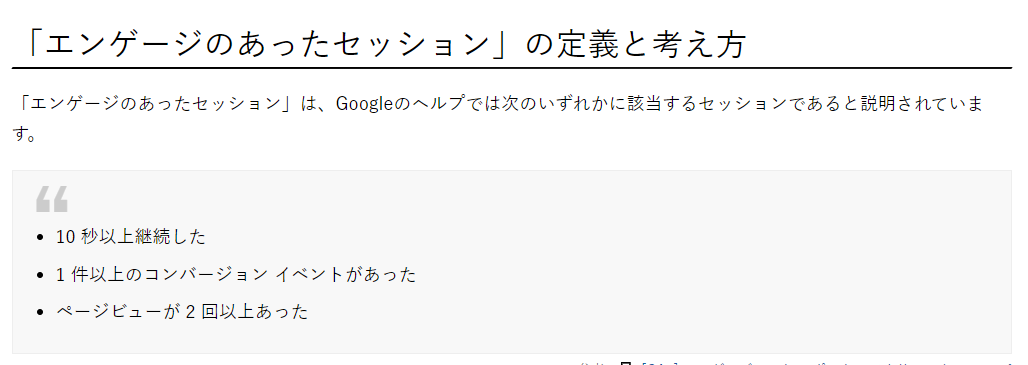 「エンゲージのあったセッション」の定義と考え方
「エンゲージのあったセッション」は、Googleのヘルプでは次のいずれかに該当するセッションであると説明されていま
す。
“
• 10 秒以上継続した
• 1 件以上のコンバージョン イベントがあった
• ページビューが 2 回以上あった